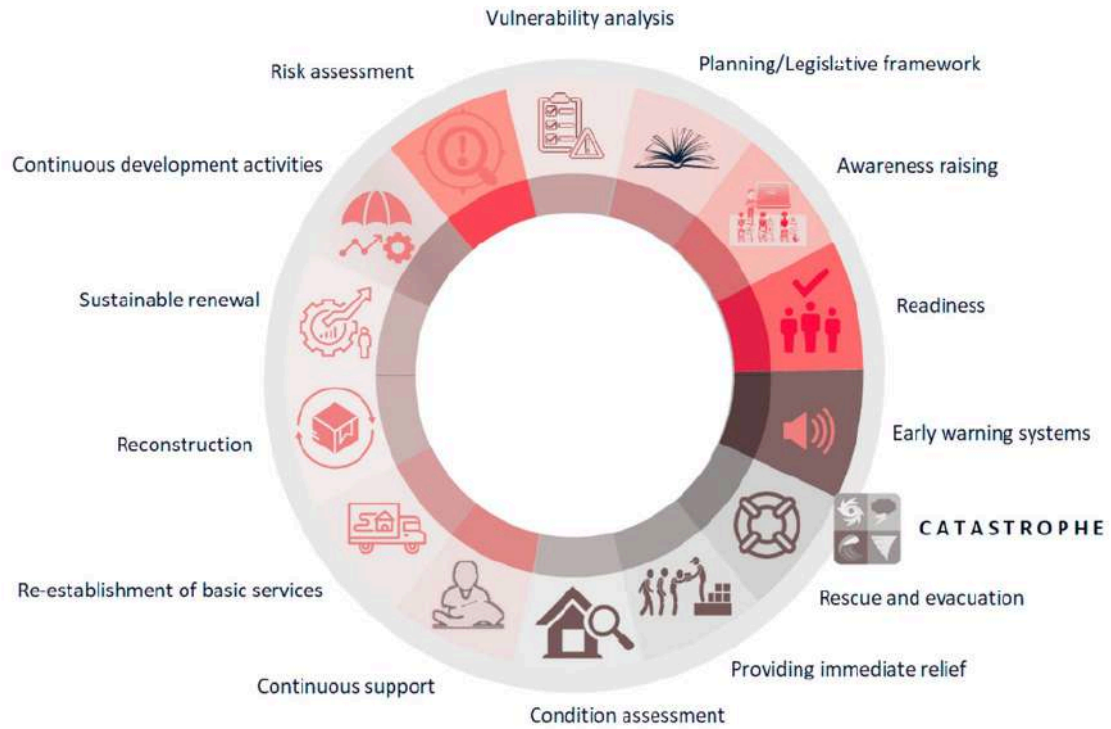 Vulnerability analysis
Planning/Legislative framework
Risk assessment
Awareness raising
Continuous development activities
Readiness
Sustainable renewal
Early warning systems
Reconstruction
CATASTROPHE
Rescue and evacuation
Re-establishment of basic services
Providing immediate relief
Continuous support
Condition assessment